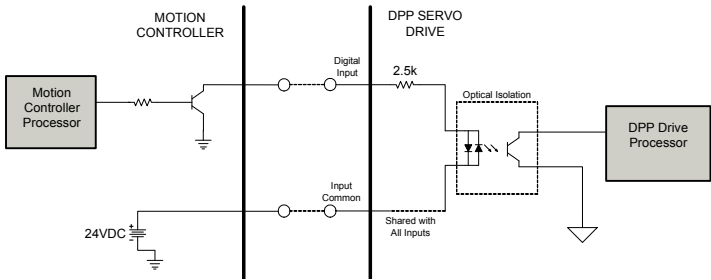 MOTION
CONTROLLER
DPP SERVO
DRIVE
Motion
Controller
Processor
Digital
Input
2.5k
Optical Isolation
DPP Drive
Processor
Input
Common
Shared with
All Inputs
24VDC
+
-